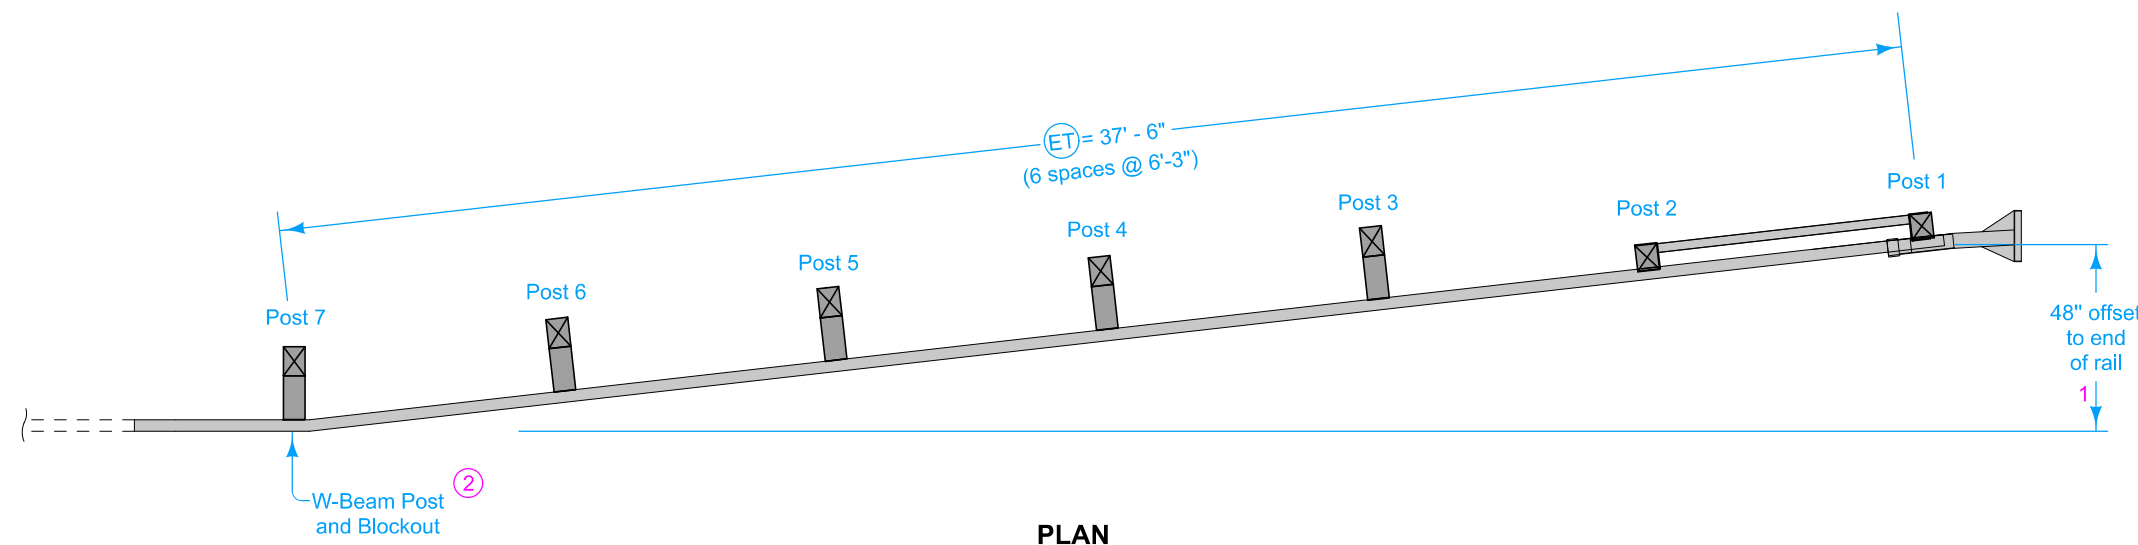 ET = 37' - 6"
(6 spaces @ 6'-3")
Post 1
Post 2
Post 3
Post 4
Post 5
Post 6
Post 7
48" offset
to end
of rail
1
W-Beam Post
and Blockout
2
PLAN